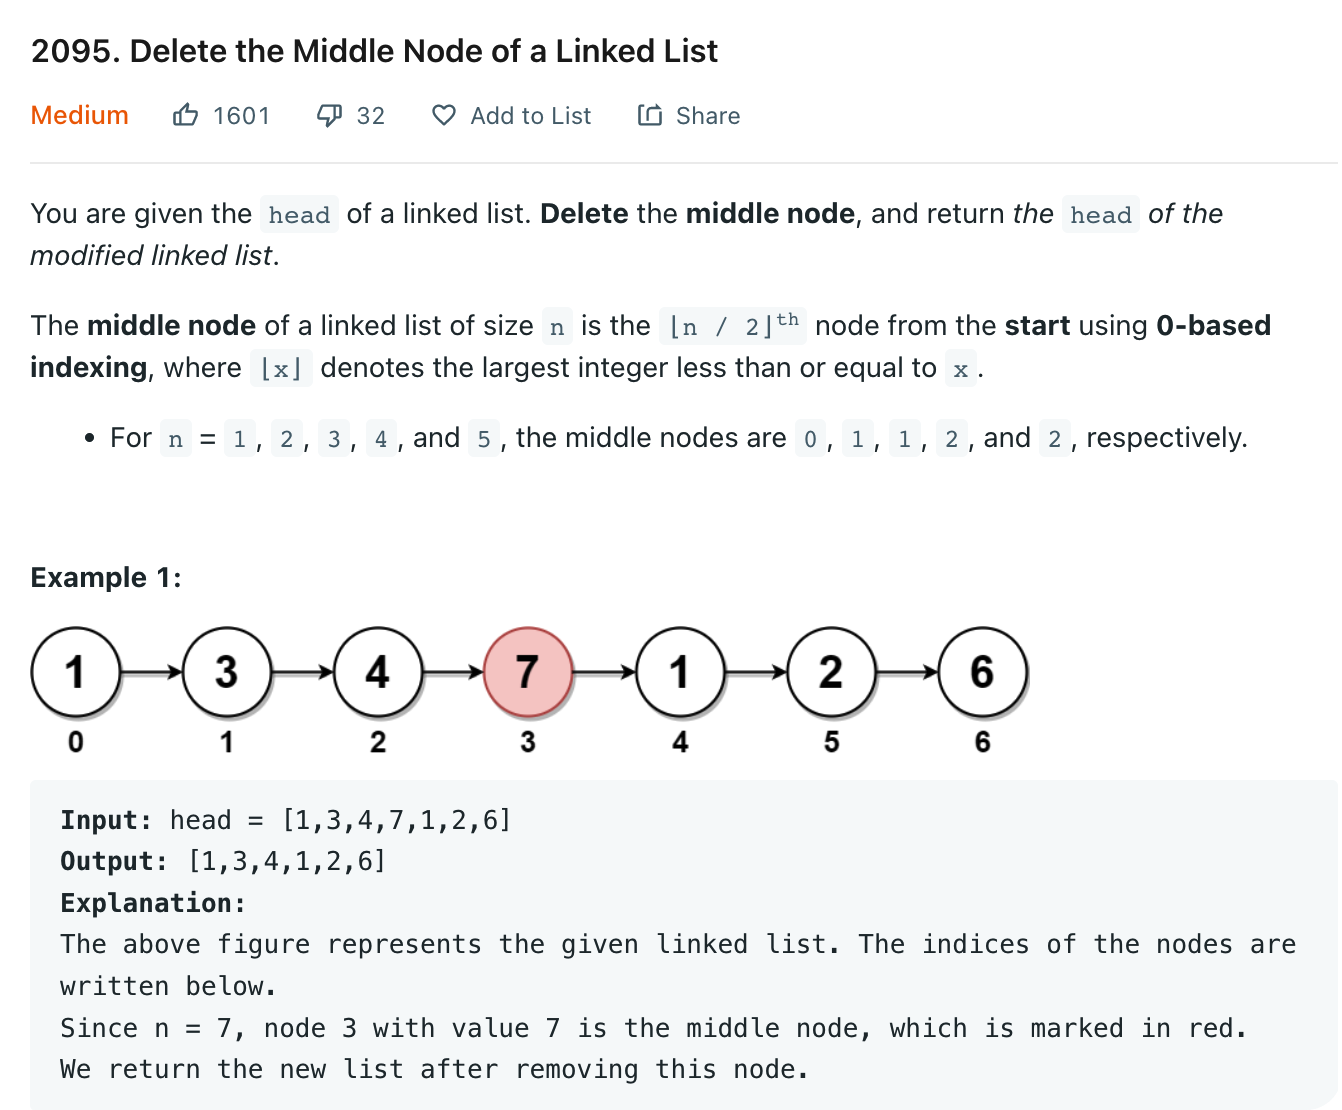 2095. Delete the Middle Node of a Linked List
Medium 1601 32 Add to List Share
You are given the head of a linked list. Delete the middle node, and return the head of the
modified linked list.
The middle node of a linked list of size n is the ⌊n / 2⌋th node from the start using 0-based
indexing, where ⌊x⌋ denotes the largest integer less than or equal to x.
• For n = 1, 2, 3, 4, and 5, the middle nodes are 0, 1, 1, 2, and 2, respectively.
Example 1:
1 3 4 7 1 2 6
0 1 2 3 4 5 6
Input: head = [1,3,4,7,1,2,6]
Output: [1,3,4,1,2,6]
Explanation:
The above figure represents the given linked list. The indices of the nodes are
written below.
Since n = 7, node 3 with value 7 is the middle node, which is marked in red.
We return the new list after removing this node.